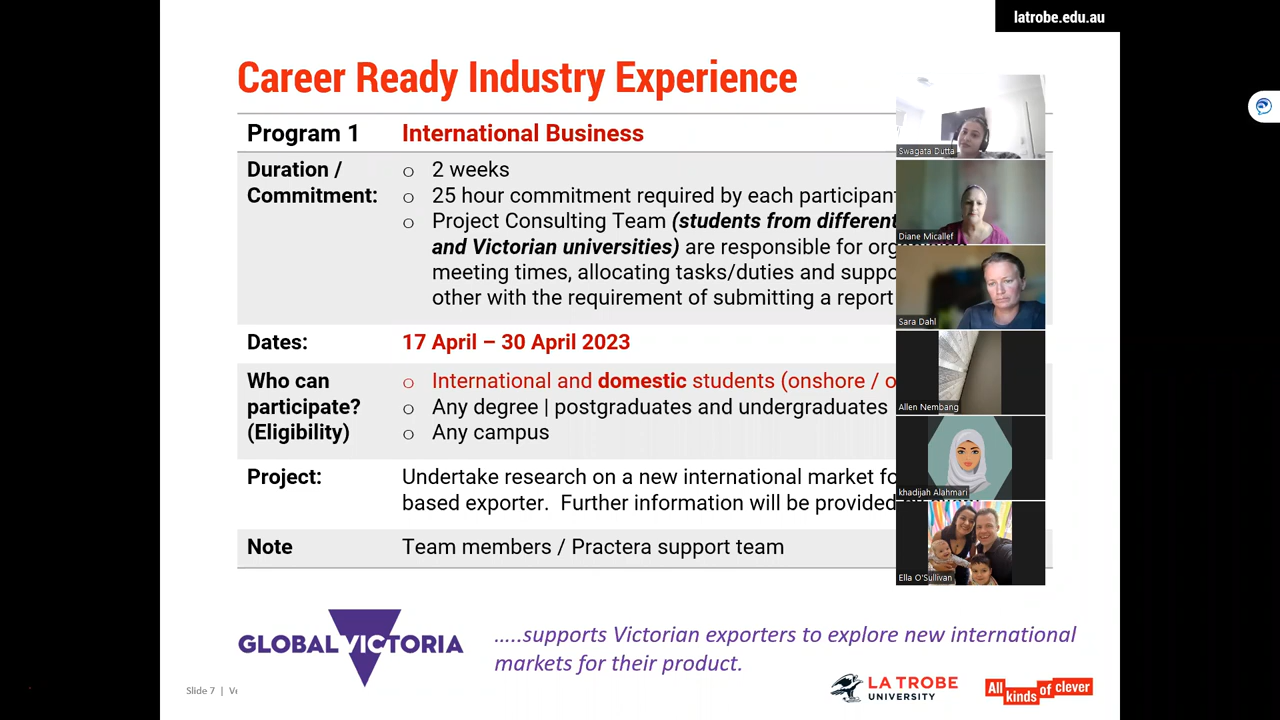 latrobe.edu.au
Career Ready Industry Experience
Program 1
International Business
Duration /
Commitment:
○ 2 weeks
○ 25 hour commitment required by each participant
○ Project Consulting Team (students from different
and Victorian universities) are responsible for
meeting times, allocating tasks/duties and
other with the requirement of submitting a report
Dates:
17 April – 30 April 2023
Who can
participate?
(Eligibility)
○ International and domestic students (onshore /
○ Any degree | postgraduates and undergraduates
○ Any campus
Project:
Undertake research on a new international market
based exporter. Further information will be provided
Note
Team members / Practera support team
Swagata Dutta
Diane Micallef
Sara Dahl
Allen Nembang
khadijah Alahmari
Ella O'Sullivan
GLOBAL VICTORIA
…..supports Victorian exporters to explore new international
markets for their product.
Slide 7 |
LA TROBE
UNIVERSITY
All kinds of clever